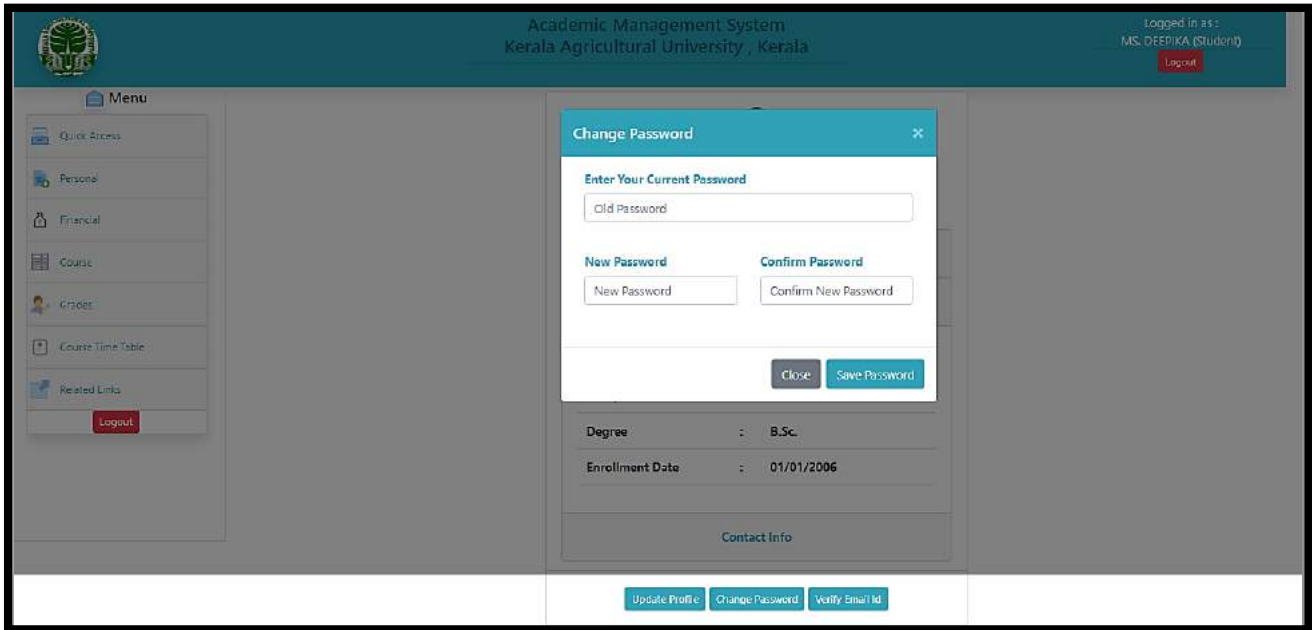 Academic Management System
Kerala Agricultural University , Kerala
Logged in as :
MS. DEEPIKA (Student)
Logout
Menu
Quick Access
Personal
Financial
Course
Grades
Course Time Table
Related Links
Logout
Change Password ×
Enter Your Current Password
Old Password
New Password Confirm Password
New Password Confirm New Password
Close Save Password
Degree : B.Sc.
Enrollment Date : 01/01/2006
Contact Info
Update Profile Change Password Verify Email Id